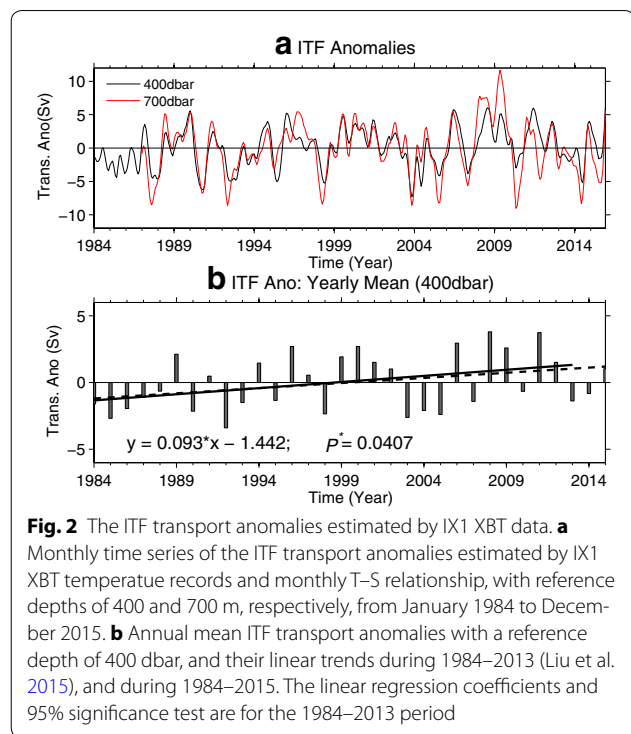 a ITF Anomalies
400dbar
700dbar
Trans. Ano(Sv)
10
5
0
−5
−10
1984 1989 1994 1999 2004 2009 2014
Time (Year)
b ITF Ano: Yearly Mean (400dbar)
Trans. Ano (Sv)
5
0
−5
y = 0.093*x − 1.442; P*= 0.0407
1984 1989 1994 1999 2004 2009 2014
Time (Year)
Fig. 2 The ITF transport anomalies estimated by IX1 XBT data. a
Monthly time series of the ITF transport anomalies estimated by IX1
XBT temperatue records and monthly T–S relationship, with reference
depths of 400 and 700 m, respectively, from January 1984 to Decem-
ber 2015. b Annual mean ITF transport anomalies with a reference
depth of 400 dbar, and their linear trends during 1984–2013 (Liu et al.
2015), and during 1984–2015. The linear regression coefficients and
95% significance test are for the 1984–2013 period